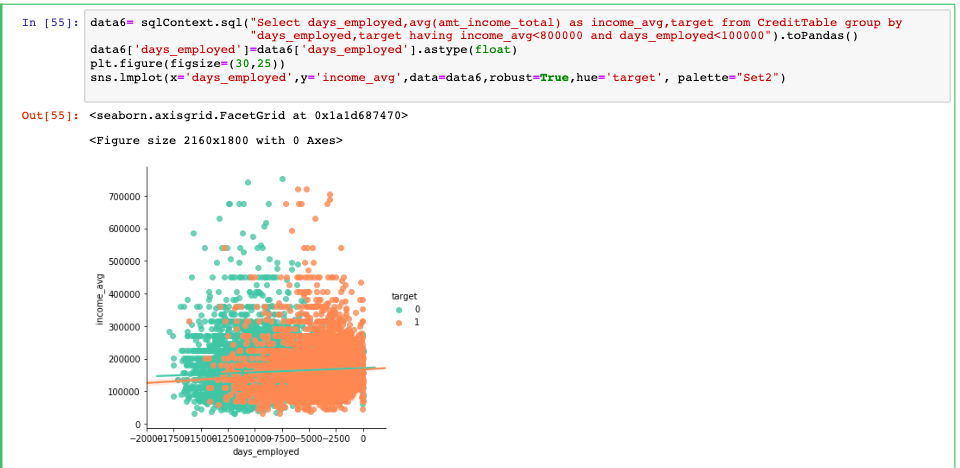 In [55]: data6= sqlContext.sql("Select days_employed,avg(amt_income_total) as income_avg,target from CreditTable group by
"days_employed,target having income_avg<800000 and days_employed<100000").toPandas()
data6['days_employed']=data6['days_employed'].astype(float)
plt.figure(figsize=(30,25))
sns.lmplot(x='days_employed',y='income_avg',data=data6,robust=True,hue='target', palette="Set2")
Out[55]: <seaborn.axisgrid.FacetGrid at 0x1a1d687470>
<Figure size 2160x1800 with 0 Axes>
700000
600000
500000
400000
300000
200000
100000
0
income_avg
target
0
1
−20000−17500−15000−12500−10000−7500−5000−2500 0
days_employed